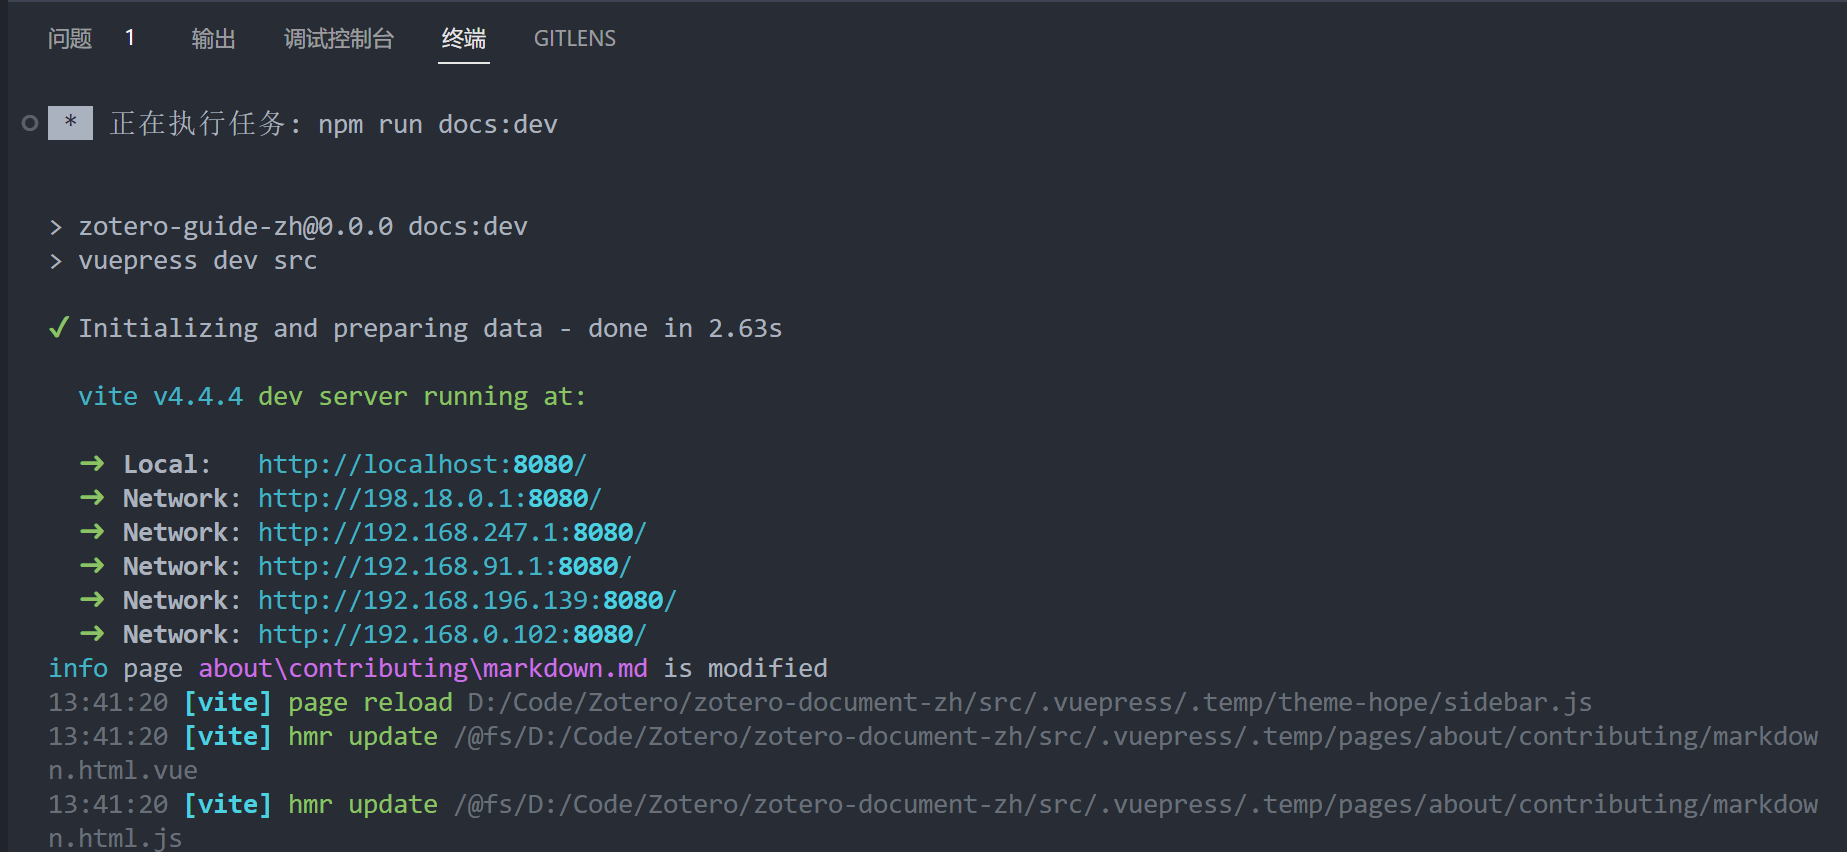 问题 1 输出 调试控制台 终端 GITLENS
* 正在执行任务: npm run docs:dev
> zotero-guide-zh@0.0.0 docs:dev
> vuepress dev src
✓ Initializing and preparing data - done in 2.63s
vite v4.4.4 dev server running at:
➜ Local: http://localhost:8080/
➜ Network: http://198.18.0.1:8080/
➜ Network: http://192.168.247.1:8080/
➜ Network: http://192.168.91.1:8080/
➜ Network: http://192.168.196.139:8080/
➜ Network: http://192.168.0.102:8080/
info page about\contributing\markdown.md is modified
13:41:20 [vite] page reload D:/Code/Zotero/zotero-document-zh/src/.vuepress/.temp/theme-hope/sidebar.js
13:41:20 [vite] hmr update /@fs/D:/Code/Zotero/zotero-document-zh/src/.vuepress/.temp/pages/about/contributing/markdow
n.html.vue
13:41:20 [vite] hmr update /@fs/D:/Code/Zotero/zotero-document-zh/src/.vuepress/.temp/pages/about/contributing/markdow
n.html.js